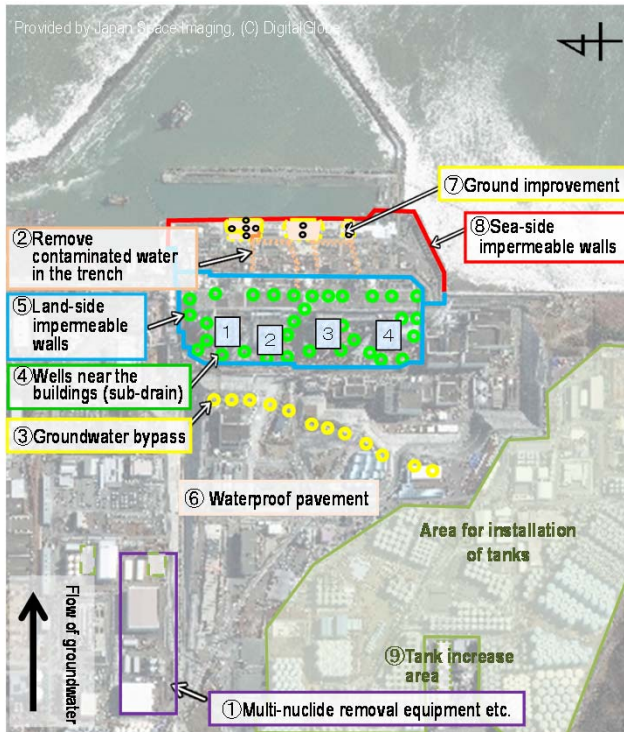 Provided by Japan Space Imaging, (C) DigitalGlobe
⑦Ground improvement
⑧Sea-side
impermeable walls
②Remove
contaminated water
in the trench
⑤Land-side
impermeable
walls
1
2
3
4
④Wells near the
buildings (sub-drain)
③Groundwater bypass
⑥ Waterproof pavement
Area for installation
of tanks
Flow of groundwater
⑨Tank increase
area
①Multi-nuclide removal equipment etc.